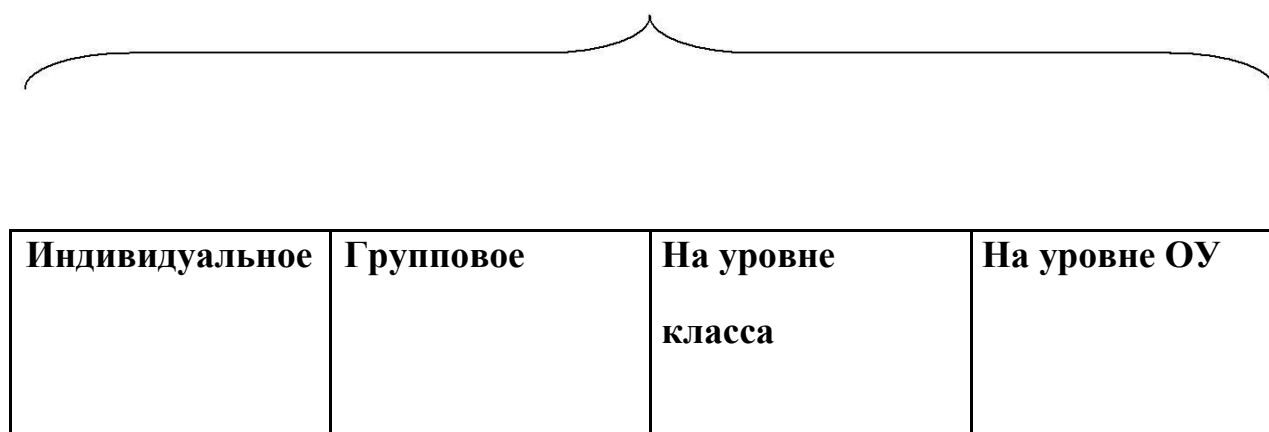 Индивидуальное
Групповое
На уровне
класса
На уровне ОУ